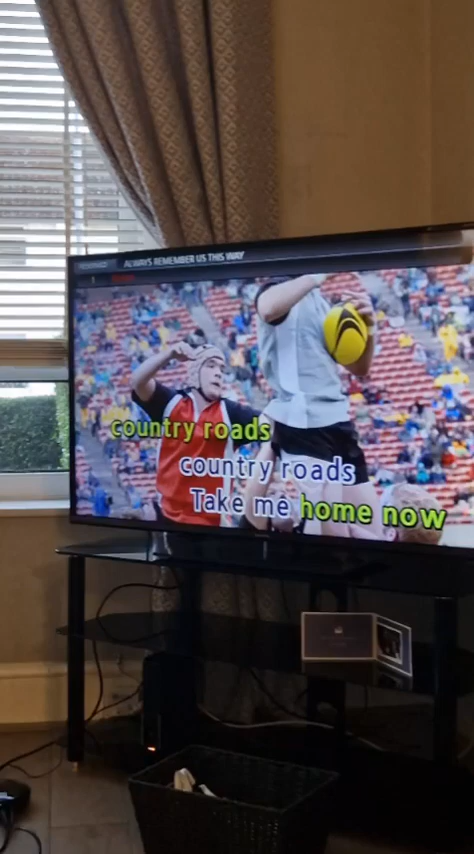 ALWAYS REMEMBER US THIS WAY
country roads
country roads
Take me home now